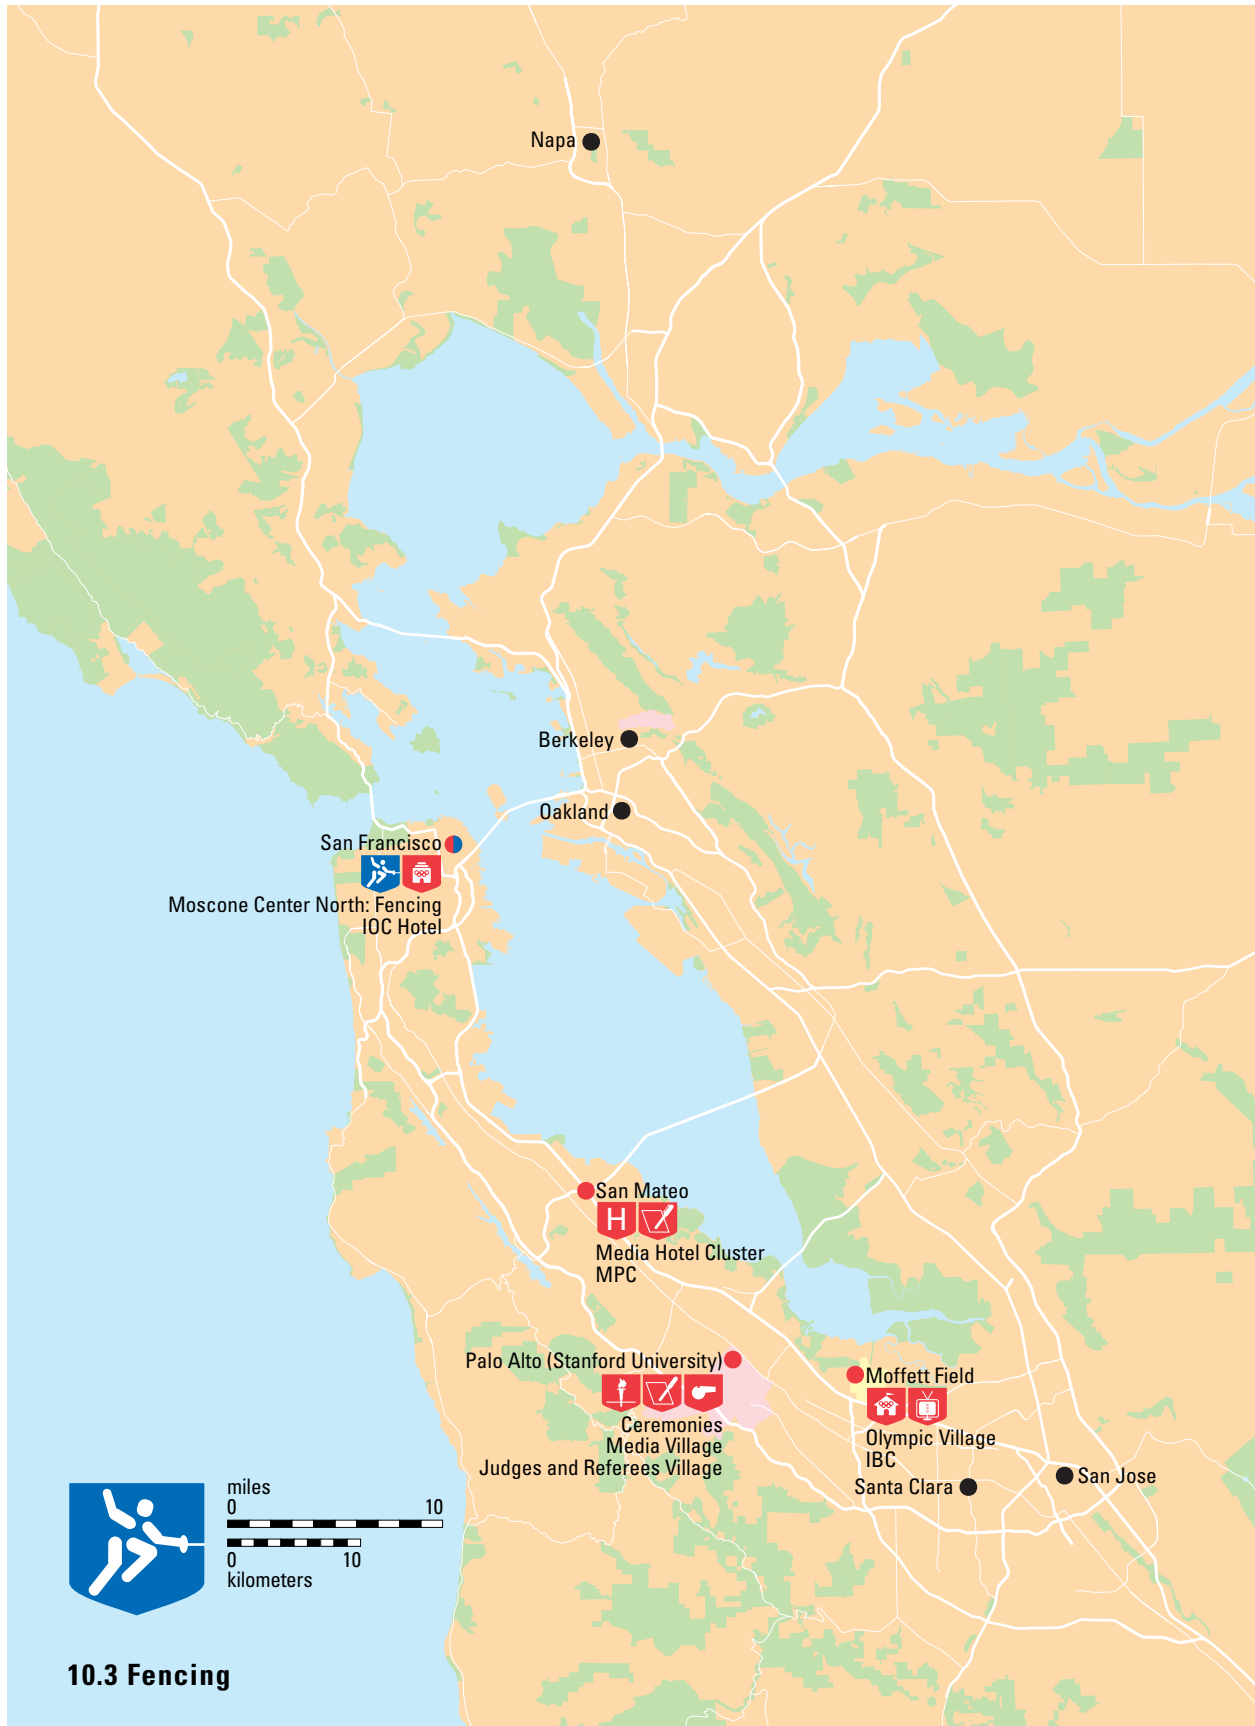 Napa
Berkeley
Oakland
San Francisco
Moscone Center North: Fencing
IOC Hotel
San Mateo
H
Media Hotel Cluster
MPC
Palo Alto (Stanford University)
Ceremonies
Media Village
Judges and Referees Village
Moffett Field
Olympic Village
IBC
Santa Clara
San Jose
miles
0 10
0 10
kilometers
10.3 Fencing